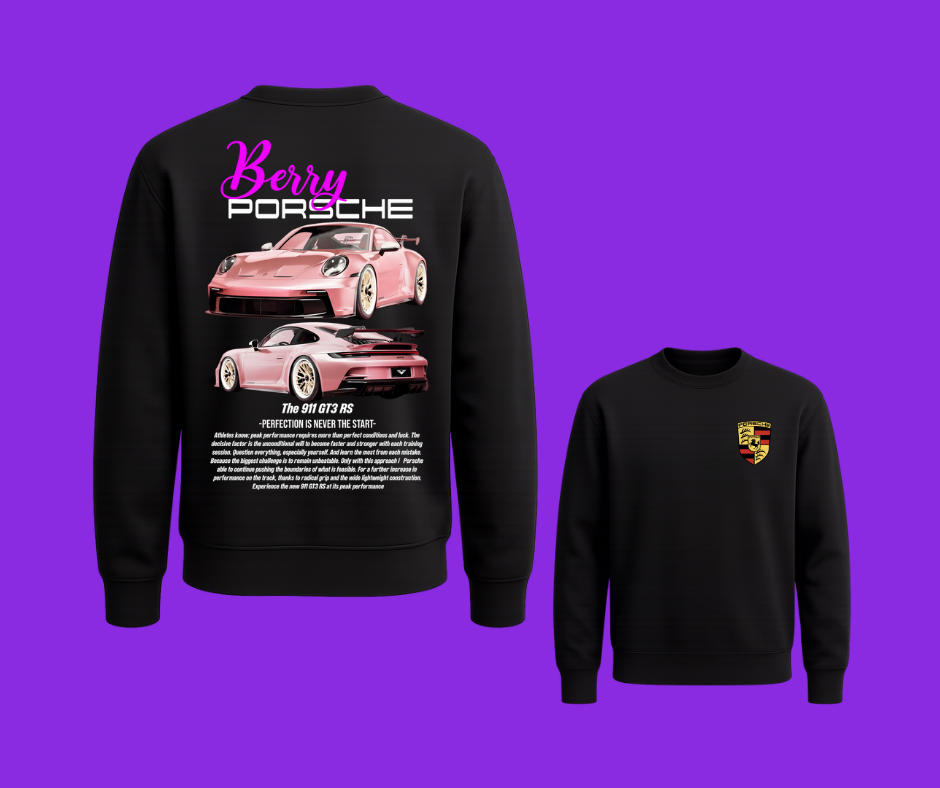 Berry
PORSCHE
The 911 GT3 RS
-PERFECTION IS NEVER THE START-
Athletes know: peak performance requires more than perfect conditions and luck. The
decisive factor is the unconditional will to become faster and stronger with each training
session. Question everything, especially yourself. And learn the most from each mistake.
Because the biggest challenge is to remain unbeatable. Only with this approach I Porsche
able to continue pushing the boundaries of what is feasible. For a further increase in
performance on the track, thanks to radical grip and the wide lightweight construction.
Experience the new 911 GT3 RS at its peak performance
PORSCHE